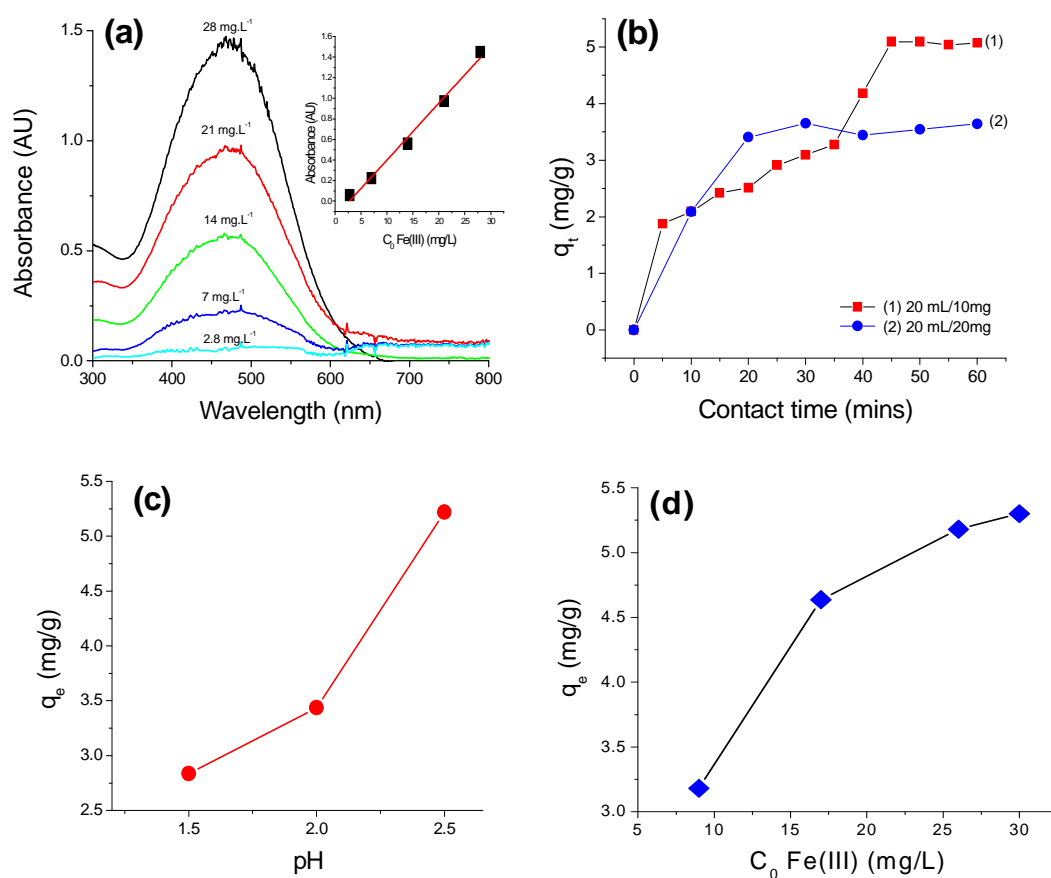 (a)
28 mg.L-1
21 mg.L-1
14 mg.L-1
7 mg.L-1
2.8 mg.L-1
1.5
1.0
0.5
0.0
Absorbance (AU)
300 400 500 600 700 800
Wavelength (nm)
1.6
1.4
1.2
1.0
0.8
0.6
0.4
0.2
0.0
Absorbance (AU)
0 5 10 15 20 25 30
C0 Fe(III) (mg/L)
(b)
(1)
(2)
5
4
3
2
1
0
qt (mg/g)
(1) 20 mL/10mg
(2) 20 mL/20mg
0 10 20 30 40 50 60
Contact time (mins)
(c)
5.5
5.0
4.5
4.0
3.5
3.0
2.5
qe (mg/g)
1.5 2.0 2.5
pH
(d)
5.5
5.0
4.5
4.0
3.5
3.0
qe (mg/g)
5 10 15 20 25 30
C0 Fe(III) (mg/L)